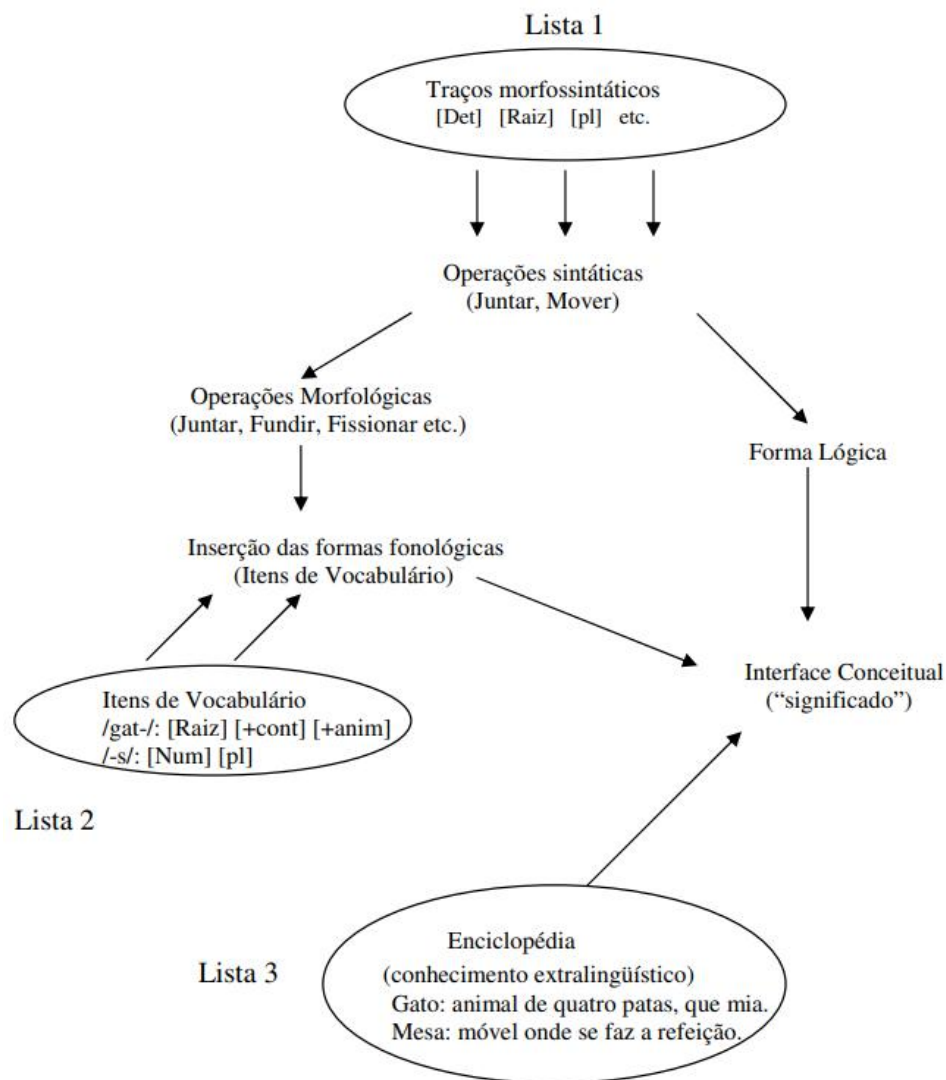 Lista 1
Traços morfossintáticos
[Det] [Raiz] [pl] etc.
Operações sintáticas
(Juntar, Mover)
Operações Morfológicas
(Juntar, Fundir, Fissionar etc.)
Forma Lógica
Inserção das formas fonológicas
(Itens de Vocabulário)
Itens de Vocabulário
/gat-/: [Raiz] [+cont] [+anim]
/-s/: [Num] [pl]
Interface Conceitual
(“significado”)
Lista 2
Lista 3
Enciclopédia
(conhecimento extralingüístico)
Gato: animal de quatro patas, que mia.
Mesa: móvel onde se faz a refeição.